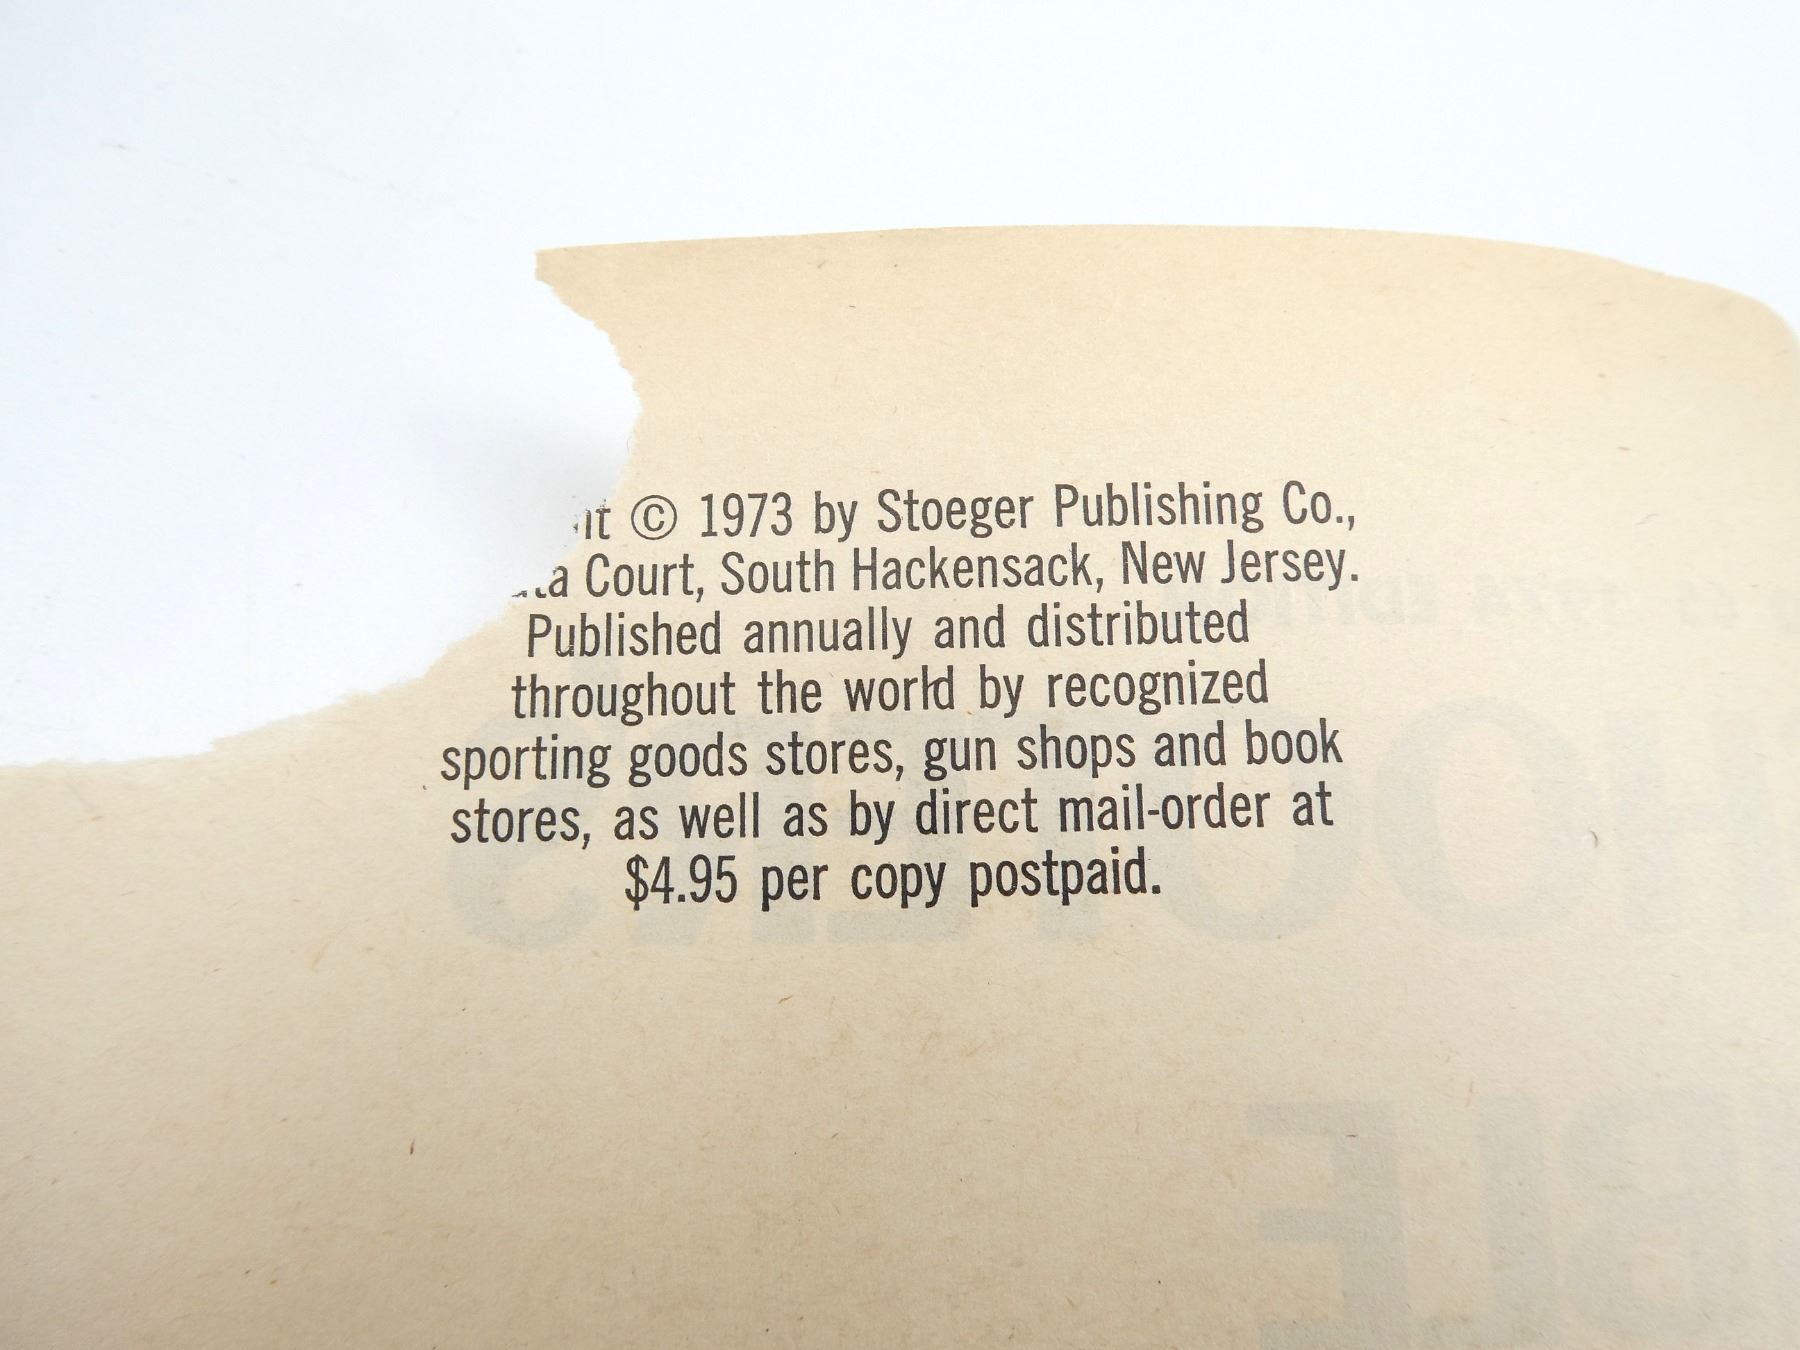 © 1973 by Stoeger Publishing Co.,
Court, South Hackensack, New Jersey.
Published annually and distributed
throughout the world by recognized
sporting goods stores, gun shops and book
stores, as well as by direct mail-order at
$4.95 per copy postpaid.